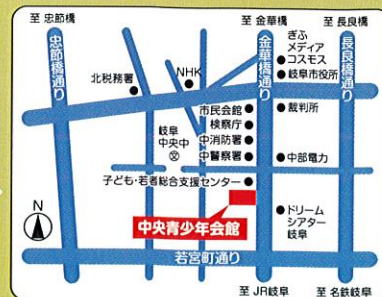 至 忠節橋
至 金華橋
至 長良橋
忠節橋通り
金華橋通り
長良橋通り
ぎふ
メディア
コスモス
岐阜市役所
NHK
北税務署
市民会館
裁判所
検察庁
岐阜
中央中
中消防署
中警察署
中部電力
子ども・若者総合支援センター
N
中央青少年会館
ドリーム
シアター
岐阜
若宮町通り
至 JR岐阜
至 名鉄岐阜